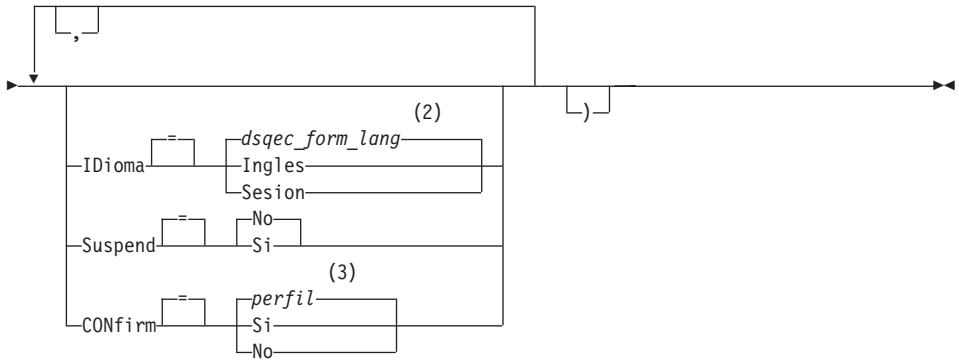 ,
)
(2)
= dsqec_form_lang
IDioma Ingles
Sesion
= No
Suspend Si
(3)
= perfil
CONfirm Si
No